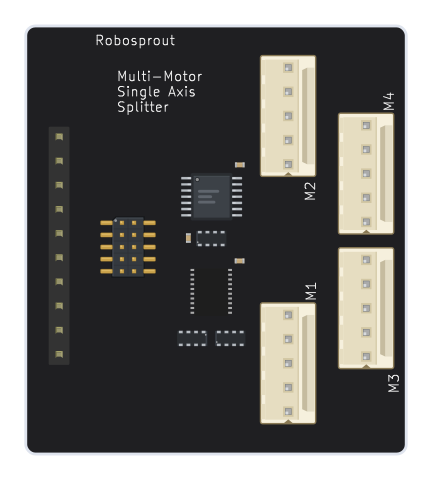 Robosprout
Multi-Motor
Single Axis
Splitter
M4
M2
M1
M3